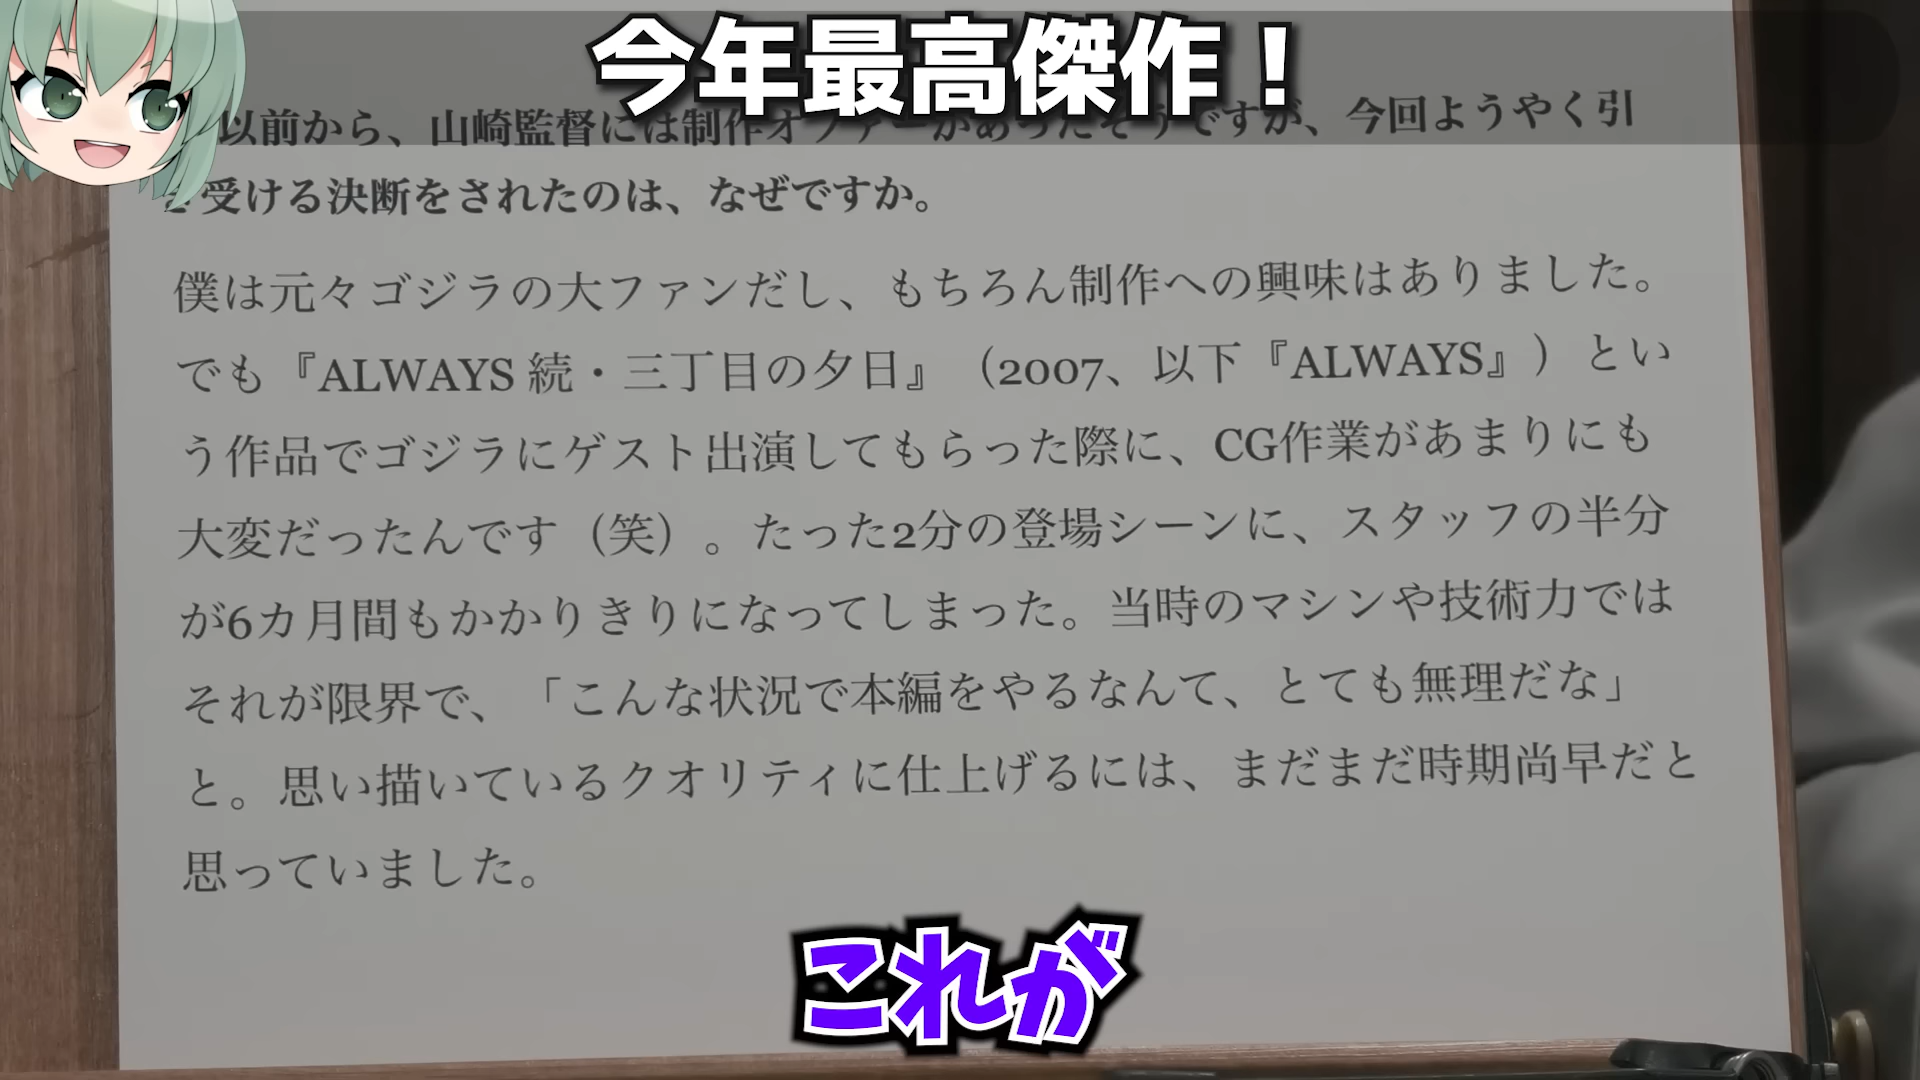 今年最高傑作！
以前から、山崎監督には制作オファーがあったそうですが、今回ようやく引
き受ける決断をされたのは、なぜですか。
僕は元々ゴジラの大ファンだし、もちろん制作への興味はありました。
でも『ALWAYS 続・三丁目の夕日』（2007、以下『ALWAYS』）とい
う作品でゴジラにゲスト出演してもらった際に、CG作業があまりにも
大変だったんです（笑）。たった2分の登場シーンに、スタッフの半分
が6カ月間もかかりきりになってしまった。当時のマシンや技術力では
それが限界で、「こんな状況で本編をやるなんて、とても無理だな」
と。思い描いているクオリティに仕上げるには、まだまだ時期尚早だと
思っていました。
これが